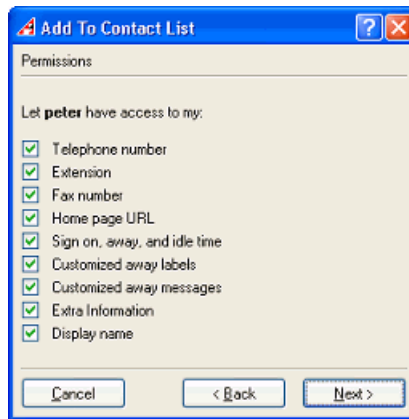 Add To Contact List
Permissions
Let peter have access to my:
Telephone number
Extension
Fax number
Home page URL
Sign on, away, and idle time
Customized away labels
Customized away messages
Extra Information
Display name
Cancel
< Back
Next >